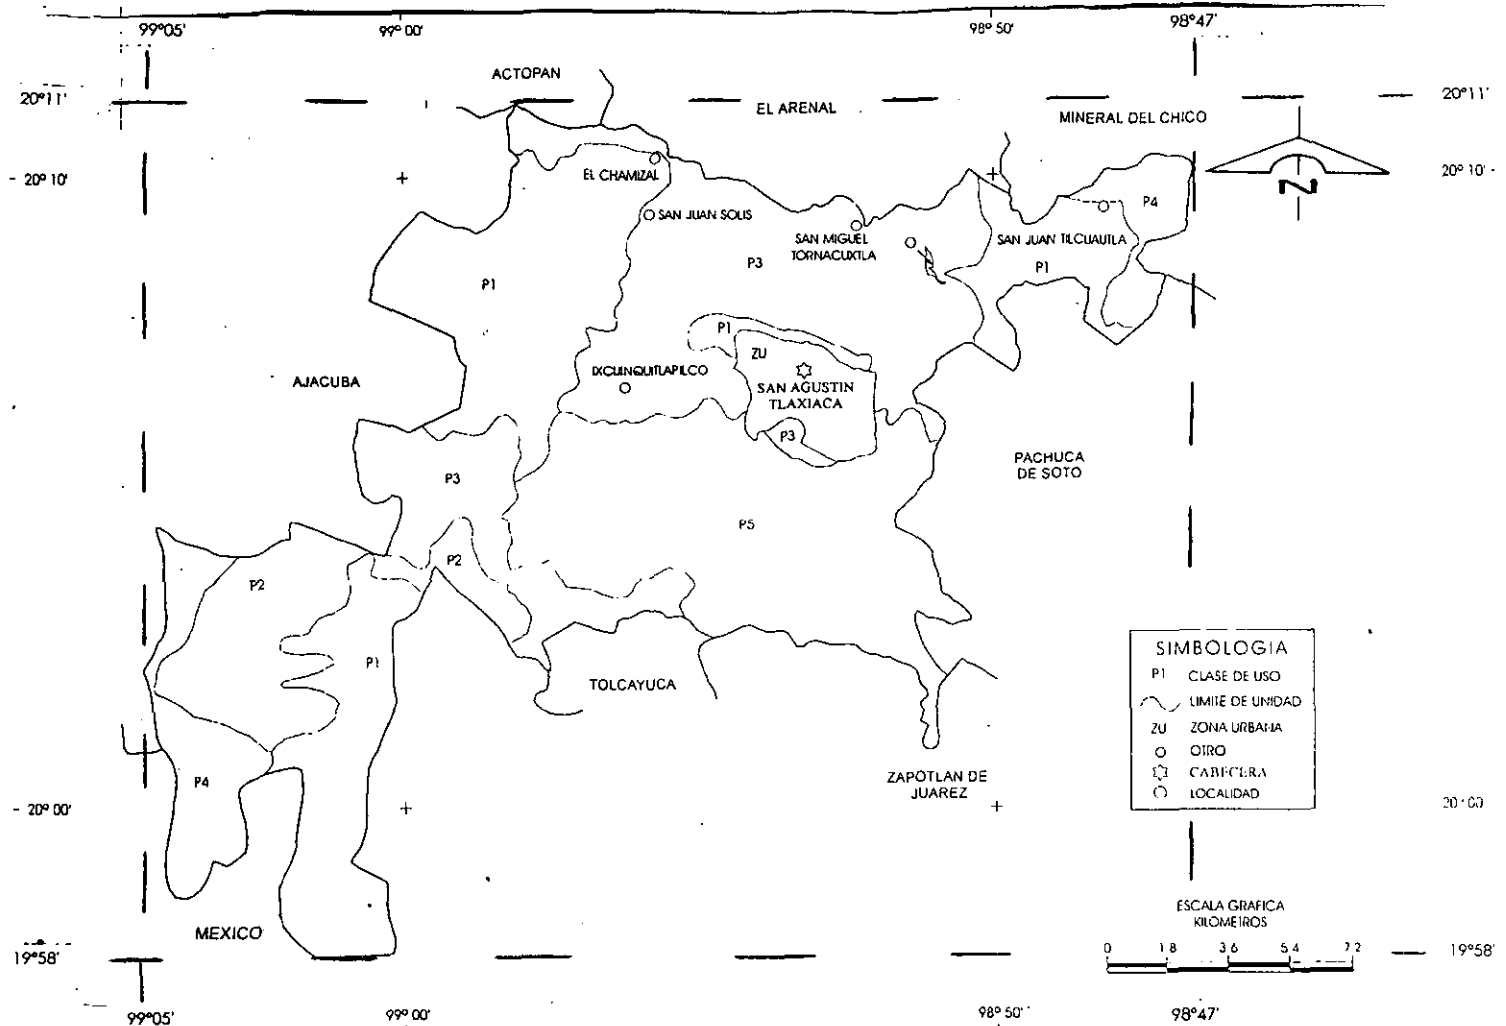 99°05'
99° 00'
98° 50'
98°47'
ACTOPAN
20°11'
EL ARENAL
MINERAL DEL CHICO
20°11'
- 20° 10'
EL CHAMIZAL
20° 10' -
N
P4
SAN JUAN SOLIS
SAN MIGUEL
TORNACUXTLA
SAN JUAN TILCUAUTLA
P3
P1
P1
P1
ZU
IXCUINQUITLAPILCO
AJACUBA
SAN AGUSTIN
TLAXIACA
P3
PACHUCA
DE SOTO
P3
P5
P2
P2
P1
TOLCAYUCA
SIMBOLOGIA
P1 CLASE DE USO
LIMITE DE UNIDAD
ZU ZONA URBANA
OTRO
CABECERA
LOCALIDAD
P4
ZAPOTLAN DE
JUAREZ
- 20° 00'
20° 00
MEXICO
ESCALA GRAFICA
KILOMETROS
0 1 8 3 6 5 4 7 2
19°58'
19°58'
99°05'
99° 00'
98° 50'
98°47'